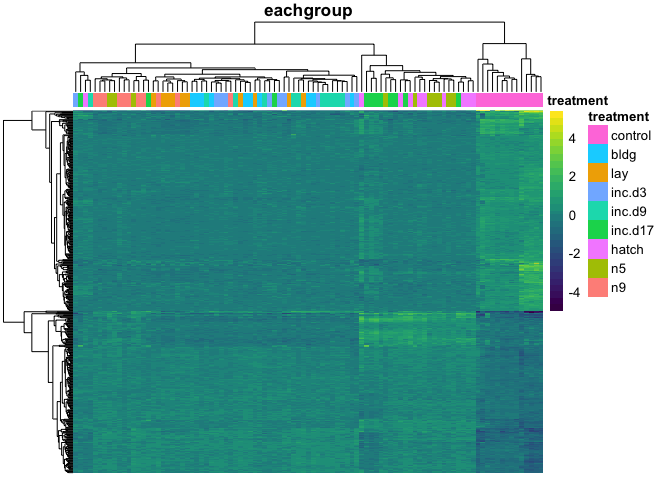 eachgroup
treatment
treatment
4
2
0
-2
-4
control
bldg
lay
inc.d3
inc.d9
inc.d17
hatch
n5
n9